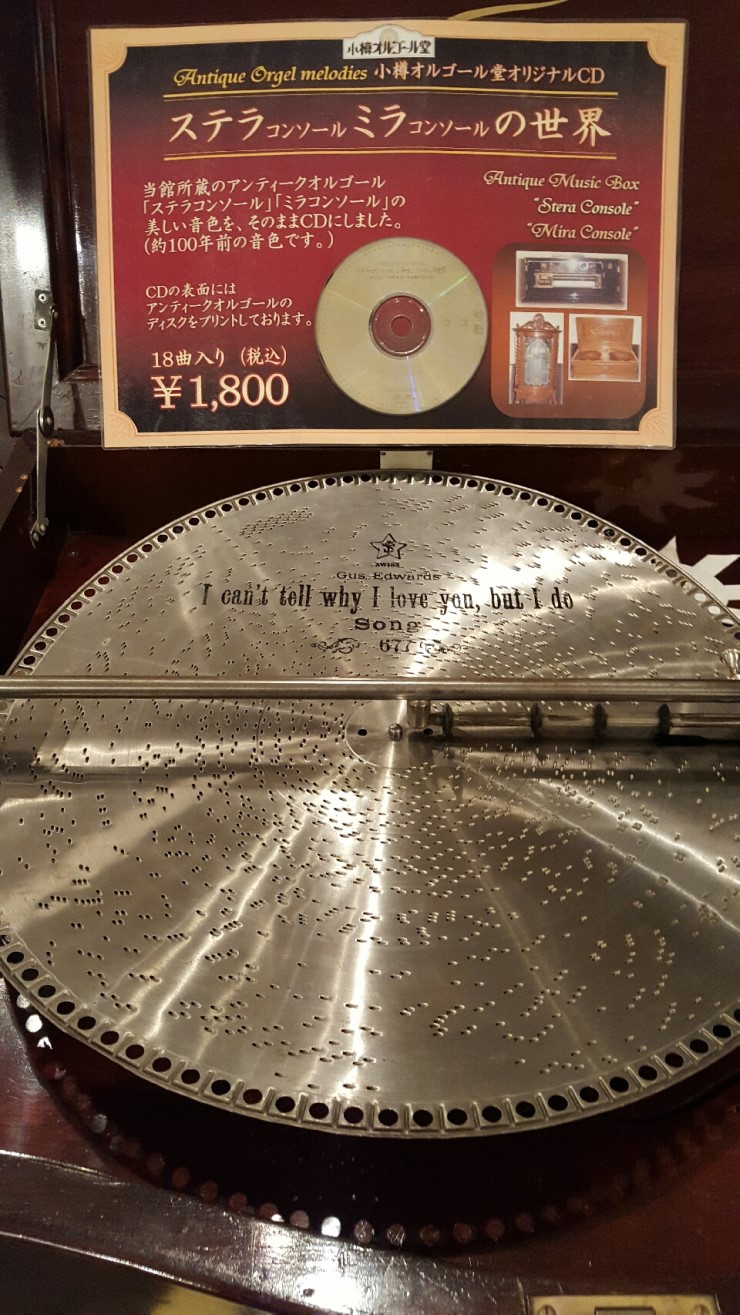 小樽オルゴール堂
Antique Orgel melodies 小樽オルゴール堂オリジナルCD
ステラコンソール ミラコンソールの世界
当館所蔵のアンティークオルゴール
「ステラコンソール」「ミラコンソール」の
美しい音色を、そのままCDにしました。
(約100年前の音色です。)
CDの表面には
アンティークオルゴールの
ディスクをプリントしております。
18曲入り (税込)
¥1,800
Antique Music Box
"Stera Console"
"Mira Console"
SWISS
Gus Edwards
I can't tell why I love you, but I do
Song
677